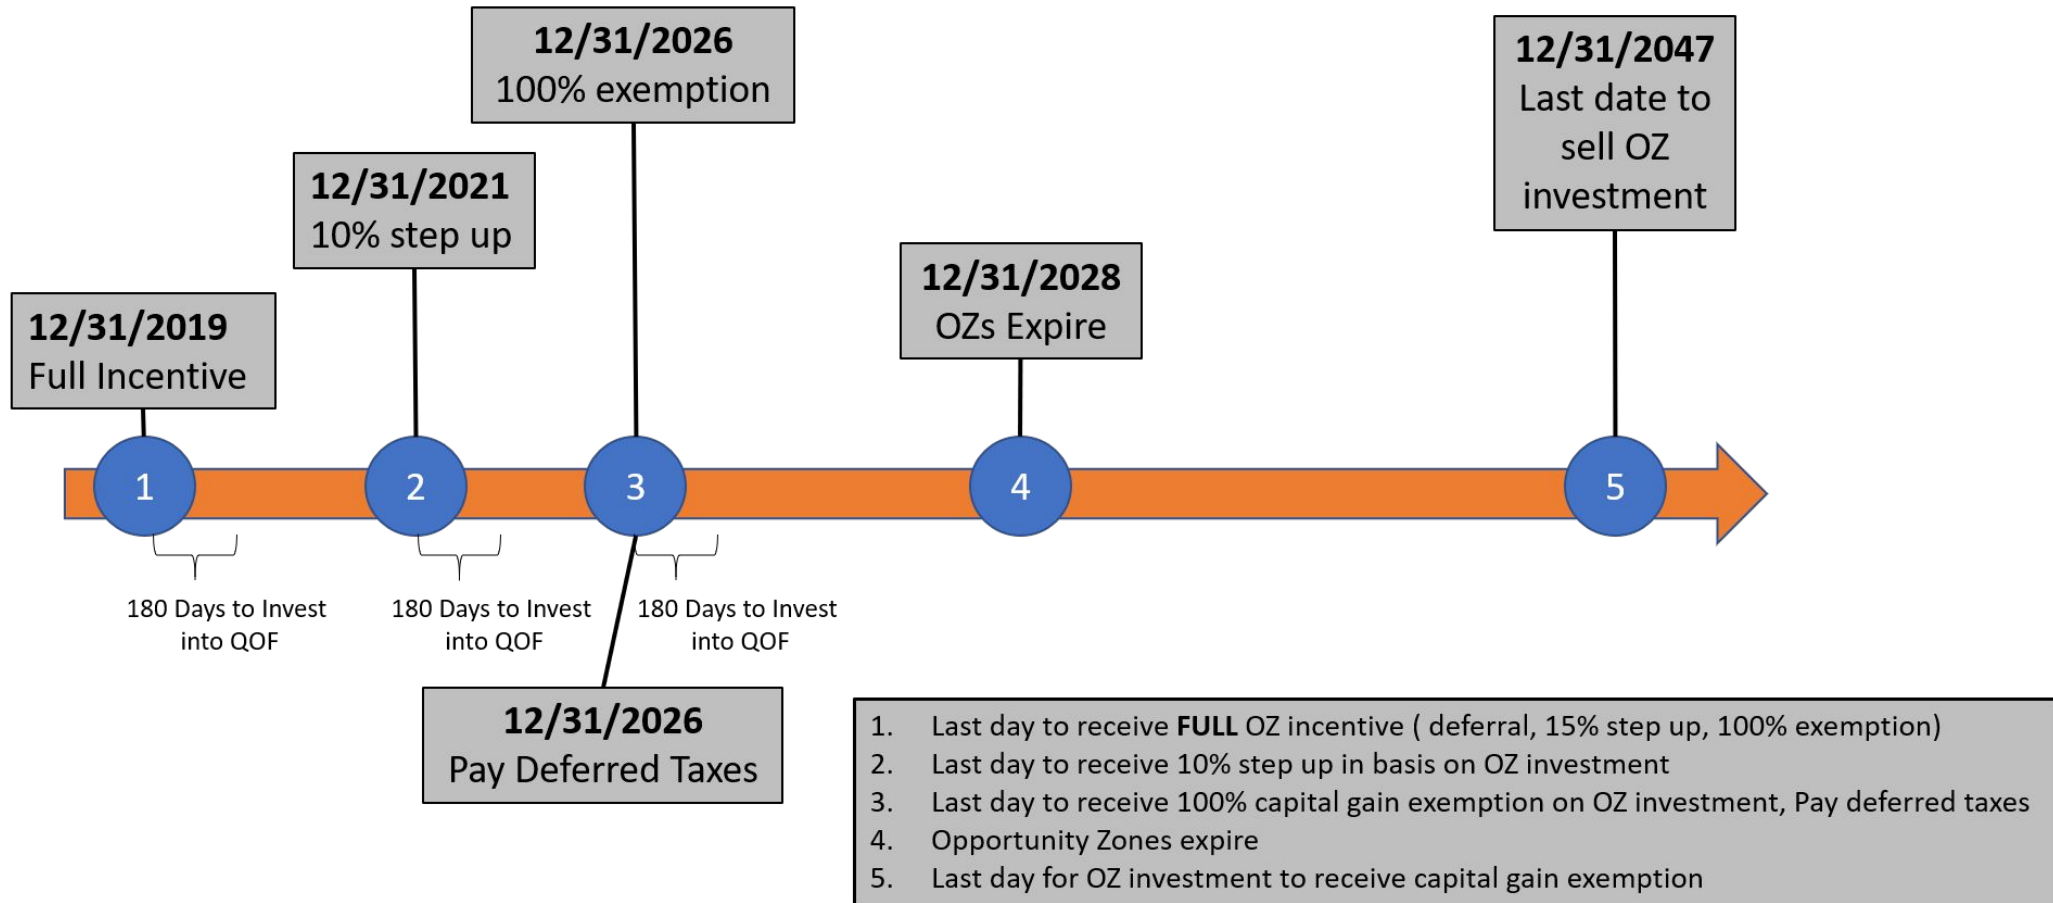 12/31/2026
100% exemption
12/31/2047
Last date to
sell OZ
investment
12/31/2021
10% step up
12/31/2028
OZs Expire
12/31/2019
Full Incentive
1
2
3
4
5
180 Days to Invest
into QOF
180 Days to Invest
into QOF
180 Days to Invest
into QOF
12/31/2026
Pay Deferred Taxes
1. Last day to receive FULL OZ incentive ( deferral, 15% step up, 100% exemption)
2. Last day to receive 10% step up in basis on OZ investment
3. Last day to receive 100% capital gain exemption on OZ investment, Pay deferred taxes
4. Opportunity Zones expire
5. Last day for OZ investment to receive capital gain exemption